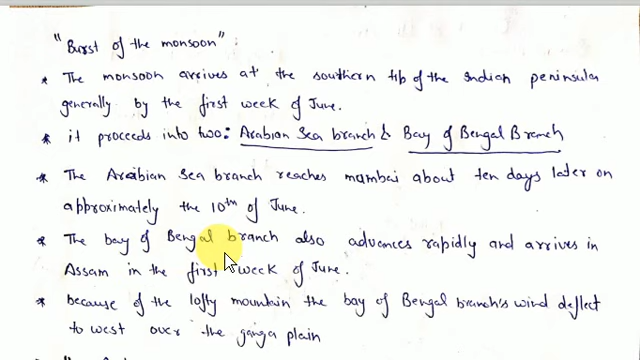 "Burst of the monsoon":
* The monsoon arrives at the southern tip of the Indian peninsular
generally by the first week of June.
* it proceeds into two: Arabian Sea branch & Bay of Bengal Branch
* The Arabian Sea branch reaches mumbai about ten days later on
approximately the 10th of June.
* The bay of Bengal branch also advances rapidly and arrives in
Assam in the first week of June.
* because of the lofty mountain the bay of Bengal branch's wind deflect
to west over the ganga plain